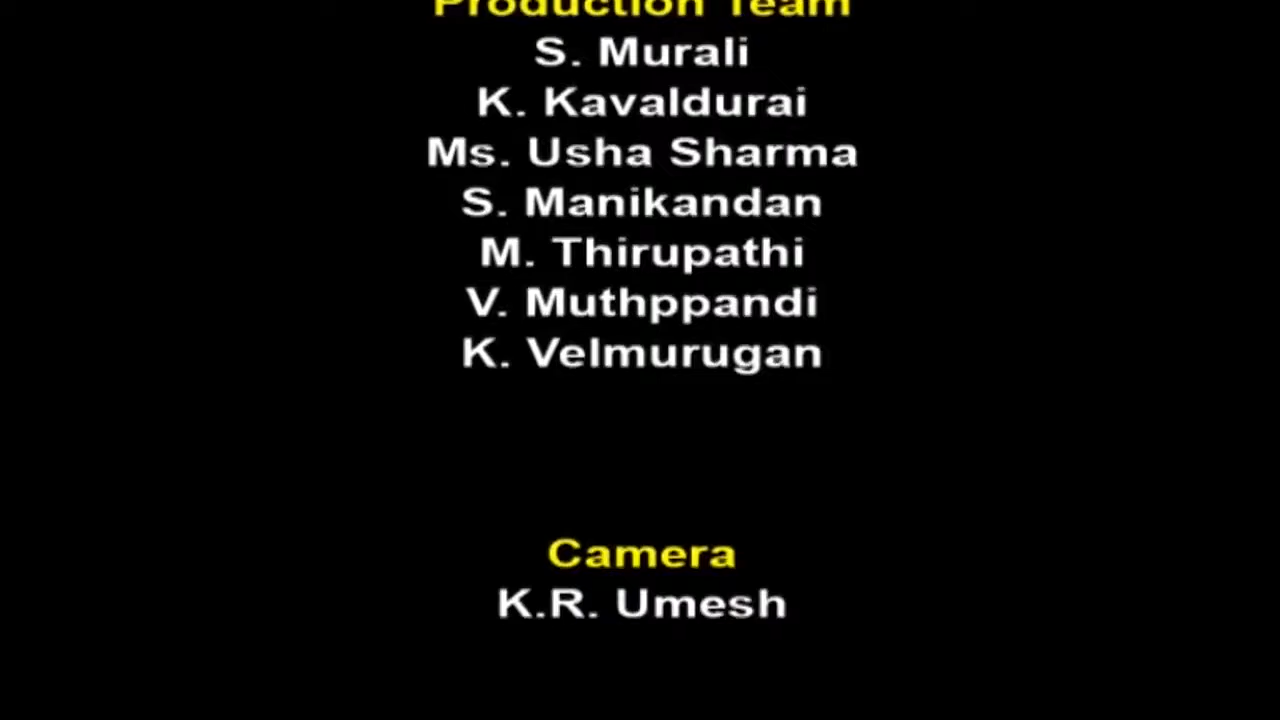 Production Team
S. Murali
K. Kavaldurai
Ms. Usha Sharma
S. Manikandan
M. Thirupathi
V. Muthppandi
K. Velmurugan
Camera
K.R. Umesh